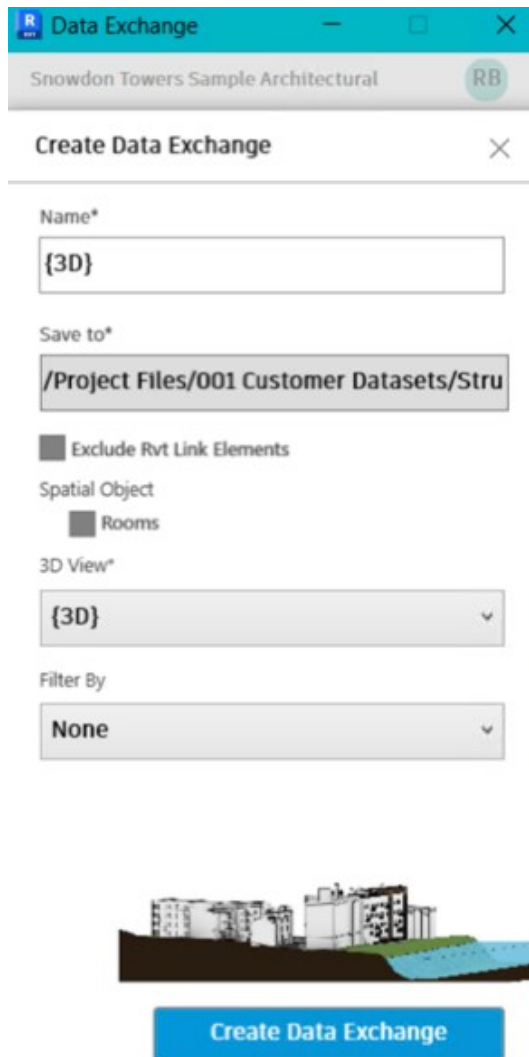 R
RVT
Data Exchange
Snowdon Towers Sample Architectural
RB
Create Data Exchange
Name*
{3D}
Save to*
/Project Files/001 Customer Datasets/Stru
Exclude Rvt Link Elements
Spatial Object
Rooms
3D View*
{3D}
Filter By
None
Create Data Exchange